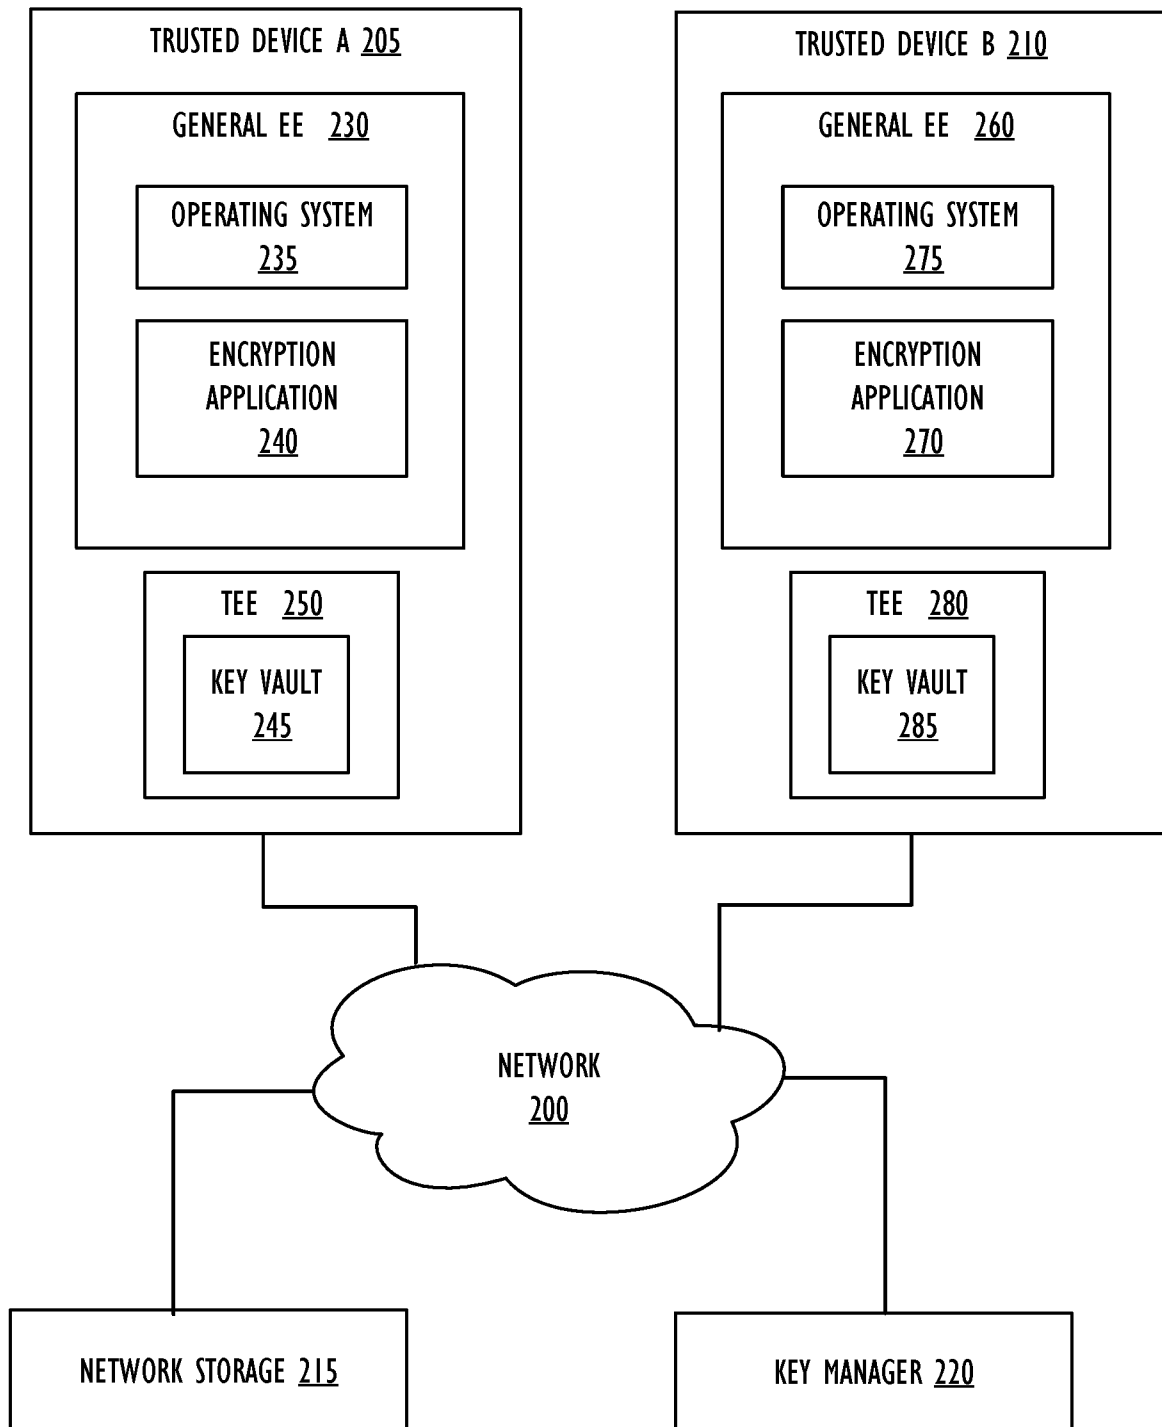 TRUSTED DEVICE A 205
GENERAL EE 230
OPERATING SYSTEM
235
ENCRYPTION
APPLICATION
240
TEE 250
KEY VAULT
245
TRUSTED DEVICE B 210
GENERAL EE 260
OPERATING SYSTEM
275
ENCRYPTION
APPLICATION
270
TEE 280
KEY VAULT
285
NETWORK
200
NETWORK STORAGE 215
KEY MANAGER 220